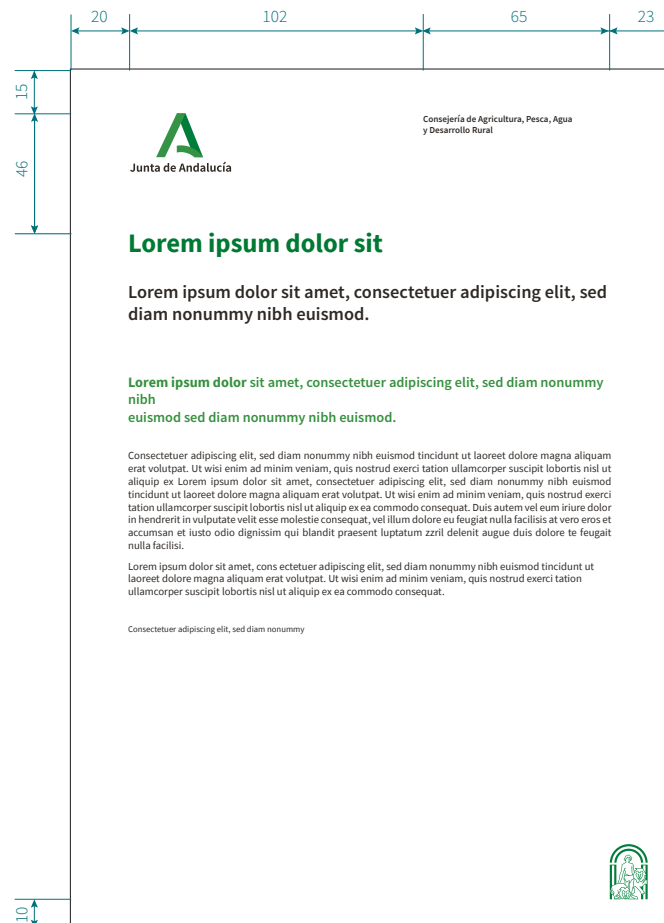 20 102 65 23
15
Consejería de Agricultura, Pesca, Agua
y Desarrollo Rural
46
Junta de Andalucía
Lorem ipsum dolor sit
Lorem ipsum dolor sit amet, consectetuer adipiscing elit, sed
diam nonummy nibh euismod.
Lorem ipsum dolor sit amet, consectetuer adipiscing elit, sed diam nonummy
nibh
euismod sed diam nonummy nibh euismod.
Consectetuer adipiscing elit, sed diam nonummy nibh euismod tincidunt ut laoreet dolore magna aliquam
erat volutpat. Ut wisi enim ad minim veniam, quis nostrud exerci tation ullamcorper suscipit lobortis nisl ut
aliquip ex Lorem ipsum dolor sit amet, consectetuer adipiscing elit, sed diam nonummy nibh euismod
tincidunt ut laoreet dolore magna aliquam erat volutpat. Ut wisi enim ad minim veniam, quis nostrud exerci
tation ullamcorper suscipit lobortis nisl ut aliquip ex ea commodo consequat. Duis autem vel eum iriure dolor
in hendrerit in vulputate velit esse molestie consequat, vel illum dolore eu feugiat nulla facilisis at vero eros et
accumsan et iusto odio dignissim qui blandit praesent luptatum zzril delenit augue duis dolore te feugait
nulla facilisi.
Lorem ipsum dolor sit amet, cons ectetuer adipiscing elit, sed diam nonummy nibh euismod tincidunt ut
laoreet dolore magna aliquam erat volutpat. Ut wisi enim ad minim veniam, quis nostrud exerci tation
ullamcorper suscipit lobortis nisl ut aliquip ex ea commodo consequat.
Consectetuer adipiscing elit, sed diam nonummy
10